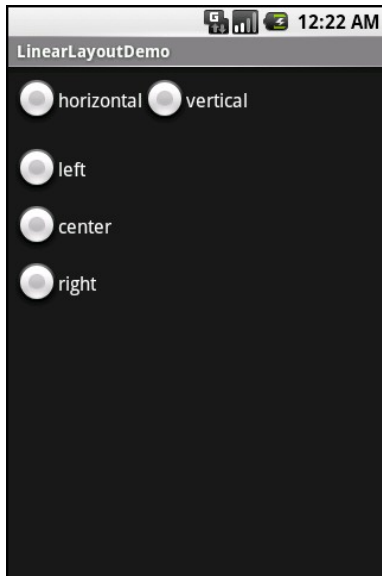 G 12:22 AM
LinearLayoutDemo
horizontal vertical
left
center
right